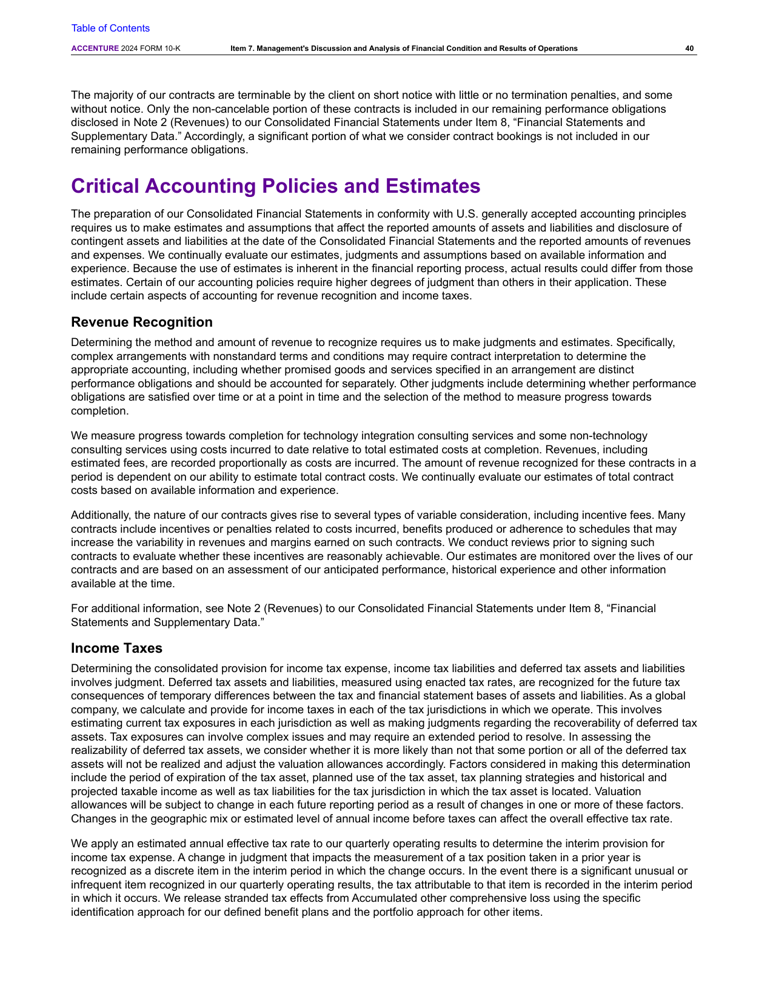 Table of Contents
ACCENTURE 2024 FORM 10-K Item 7. Management's Discussion and Analysis of Financial Condition and Results of Operations 40
The majority of our contracts are terminable by the client on short notice with little or no termination penalties, and some
without notice. Only the non-cancelable portion of these contracts is included in our remaining performance obligations
disclosed in Note 2 (Revenues) to our Consolidated Financial Statements under Item 8, “Financial Statements and
Supplementary Data.” Accordingly, a significant portion of what we consider contract bookings is not included in our
remaining performance obligations.
Critical Accounting Policies and Estimates
The preparation of our Consolidated Financial Statements in conformity with U.S. generally accepted accounting principles
requires us to make estimates and assumptions that affect the reported amounts of assets and liabilities and disclosure of
contingent assets and liabilities at the date of the Consolidated Financial Statements and the reported amounts of revenues
and expenses. We continually evaluate our estimates, judgments and assumptions based on available information and
experience. Because the use of estimates is inherent in the financial reporting process, actual results could differ from those
estimates. Certain of our accounting policies require higher degrees of judgment than others in their application. These
include certain aspects of accounting for revenue recognition and income taxes.
Revenue Recognition
Determining the method and amount of revenue to recognize requires us to make judgments and estimates. Specifically,
complex arrangements with nonstandard terms and conditions may require contract interpretation to determine the
appropriate accounting, including whether promised goods and services specified in an arrangement are distinct
performance obligations and should be accounted for separately. Other judgments include determining whether performance
obligations are satisfied over time or at a point in time and the selection of the method to measure progress towards
completion.
We measure progress towards completion for technology integration consulting services and some non-technology
consulting services using costs incurred to date relative to total estimated costs at completion. Revenues, including
estimated fees, are recorded proportionally as costs are incurred. The amount of revenue recognized for these contracts in a
period is dependent on our ability to estimate total contract costs. We continually evaluate our estimates of total contract
costs based on available information and experience.
Additionally, the nature of our contracts gives rise to several types of variable consideration, including incentive fees. Many
contracts include incentives or penalties related to costs incurred, benefits produced or adherence to schedules that may
increase the variability in revenues and margins earned on such contracts. We conduct reviews prior to signing such
contracts to evaluate whether these incentives are reasonably achievable. Our estimates are monitored over the lives of our
contracts and are based on an assessment of our anticipated performance, historical experience and other information
available at the time.
For additional information, see Note 2 (Revenues) to our Consolidated Financial Statements under Item 8, “Financial
Statements and Supplementary Data.”
Income Taxes
Determining the consolidated provision for income tax expense, income tax liabilities and deferred tax assets and liabilities
involves judgment. Deferred tax assets and liabilities, measured using enacted tax rates, are recognized for the future tax
consequences of temporary differences between the tax and financial statement bases of assets and liabilities. As a global
company, we calculate and provide for income taxes in each of the tax jurisdictions in which we operate. This involves
estimating current tax exposures in each jurisdiction as well as making judgments regarding the recoverability of deferred tax
assets. Tax exposures can involve complex issues and may require an extended period to resolve. In assessing the
realizability of deferred tax assets, we consider whether it is more likely than not that some portion or all of the deferred tax
assets will not be realized and adjust the valuation allowances accordingly. Factors considered in making this determination
include the period of expiration of the tax asset, planned use of the tax asset, tax planning strategies and historical and
projected taxable income as well as tax liabilities for the tax jurisdiction in which the tax asset is located. Valuation
allowances will be subject to change in each future reporting period as a result of changes in one or more of these factors.
Changes in the geographic mix or estimated level of annual income before taxes can affect the overall effective tax rate.
We apply an estimated annual effective tax rate to our quarterly operating results to determine the interim provision for
income tax expense. A change in judgment that impacts the measurement of a tax position taken in a prior year is
recognized as a discrete item in the interim period in which the change occurs. In the event there is a significant unusual or
infrequent item recognized in our quarterly operating results, the tax attributable to that item is recorded in the interim period
in which it occurs. We release stranded tax effects from Accumulated other comprehensive loss using the specific
identification approach for our defined benefit plans and the portfolio approach for other items.